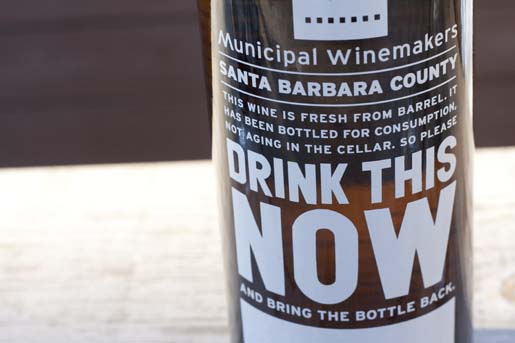 Municipal Winemakers
SANTA BARBARA COUNTY
THIS WINE IS FRESH FROM BARREL. IT
HAS BEEN BOTTLED FOR CONSUMPTION,
NOT AGING IN THE CELLAR. SO PLEASE
DRINK THIS
NOW
AND BRING THE BOTTLE BACK.